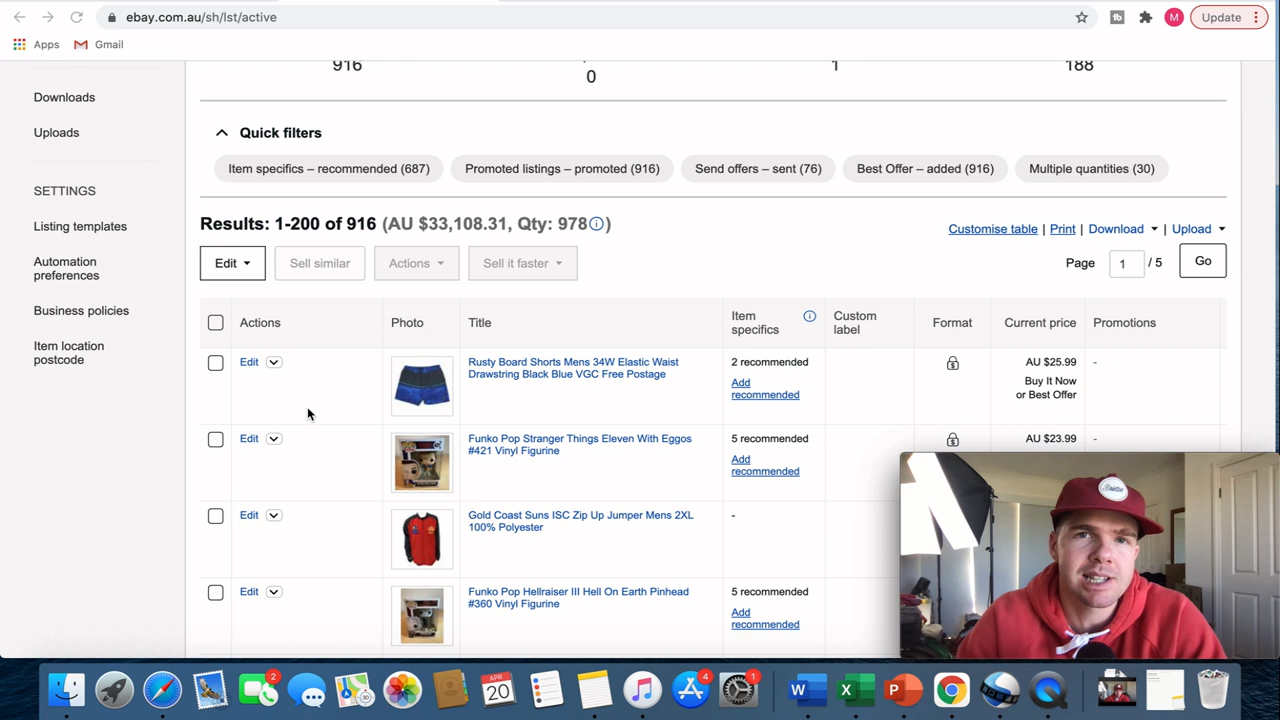 ebay.com.au/sh/lst/active
Update
Apps
Gmail
916
0
1
188
Downloads
Uploads
SETTINGS
Listing templates
Automation
preferences
Business policies
Item location
postcode
Quick filters
Item specifics – recommended (687)
Promoted listings – promoted (916)
Send offers – sent (76)
Best Offer – added (916)
Multiple quantities (30)
Results: 1-200 of 916 (AU $33,108.31, Qty: 978 )
Customise table | Print | Download | Upload
Edit
Sell similar
Actions
Sell it faster
Page 1 / 5 Go
Actions
Photo
Title
Item
specifics
Custom
label
Format
Current price
Promotions
Edit
Rusty Board Shorts Mens 34W Elastic Waist
Drawstring Black Blue VGC Free Postage
2 recommended
Add
recommended
AU $25.99
Buy It Now
or Best Offer
-
Edit
Funko Pop Stranger Things Eleven With Eggos
#421 Vinyl Figurine
5 recommended
Add
recommended
AU $23.99
-
Edit
Gold Coast Suns ISC Zip Up Jumper Mens 2XL
100% Polyester
-
Edit
Funko Pop Hellraiser III Hell On Earth Pinhead
#360 Vinyl Figurine
5 recommended
Add
recommended
2
APR
20
4
1